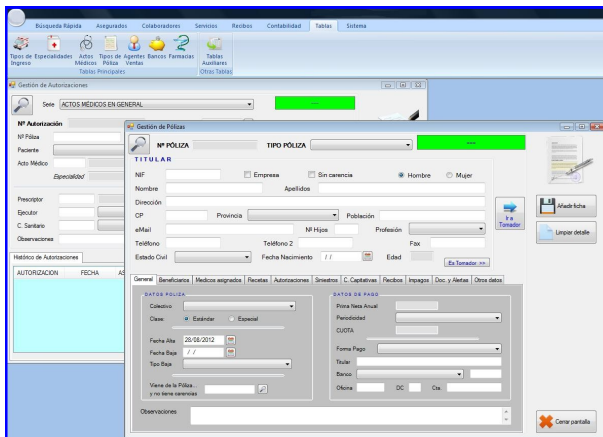 Búsqueda Rápida Asegurados Colaboradores Servicios Recibos Contabilidad Tablas Sistema
Tipos de Ingreso Especialidades Actos Médicos Tipos de Póliza Agentes Ventas Bancos Farmacias Tablas Auxiliares
Tablas Principales Otras Tablas
Gestión de Autorizaciones
Serie ACTOS MÉDICOS EN GENERAL ---
Nº Autorización
Nº Póliza
Paciente
Acto Médico
Especialidad
Prescriptor
Ejecutor
C. Sanitario
Observaciones
Histórico de Autorizaciones
AUTORIZACION FECHA
Gestión de Pólizas
Nº PÓLIZA TIPO PÓLIZA ---
TITULAR
NIF Empresa Sin carencia Hombre Mujer
Nombre Apellidos
Dirección
CP Provincia Población
eMail Nº Hijos Profesión
Teléfono Teléfono 2 Fax
Estado Civil Fecha Nacimiento / / Edad Es Tomador >>
Ir a Tomador
Añadir ficha
Limpiar detalle
General Beneficiarios Medicos asignados Recetas Autorizaciones Siniestros C. Capitativas Recibos Impagos Doc. y Alertas Otros datos
DATOS POLIZA
Colectivo
Clase Estándar Especial
Fecha Alta 28/08/2012
Fecha Baja / /
Tipo Baja
Viene de la Póliza...
y no tiene carencias
DATOS DE PAGO
Prima Neta Anual
Periodicidad
CUOTA
Forma Pago
Titular
Banco
Oficina DC Cta.
Observaciones
Cerrar pantalla